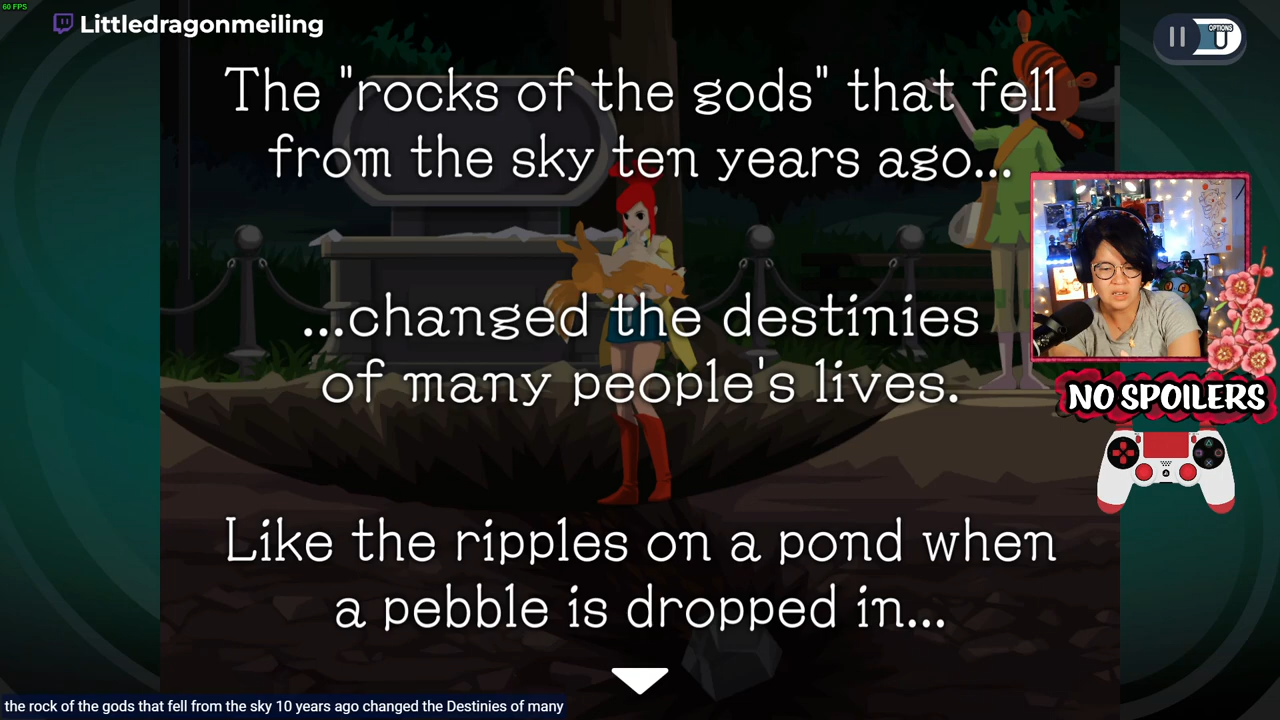 60 FPS
Littledragonmeiling
OPTIONS
The "rocks of the gods" that fell
from the sky ten years ago...
...changed the destinies
of many people's lives.
Like the ripples on a pond when
a pebble is dropped in...
NO SPOILERS
the rock of the gods that fell from the sky 10 years ago changed the Destinies of many